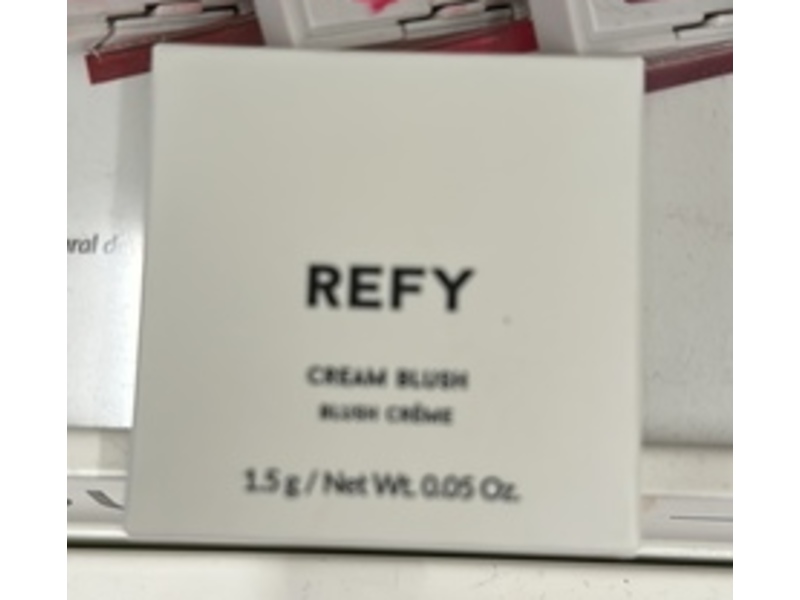 REFY
CREAM BLUSH
BLUSH CRÈME
1.5 g / Net Wt. 0.05 Oz.